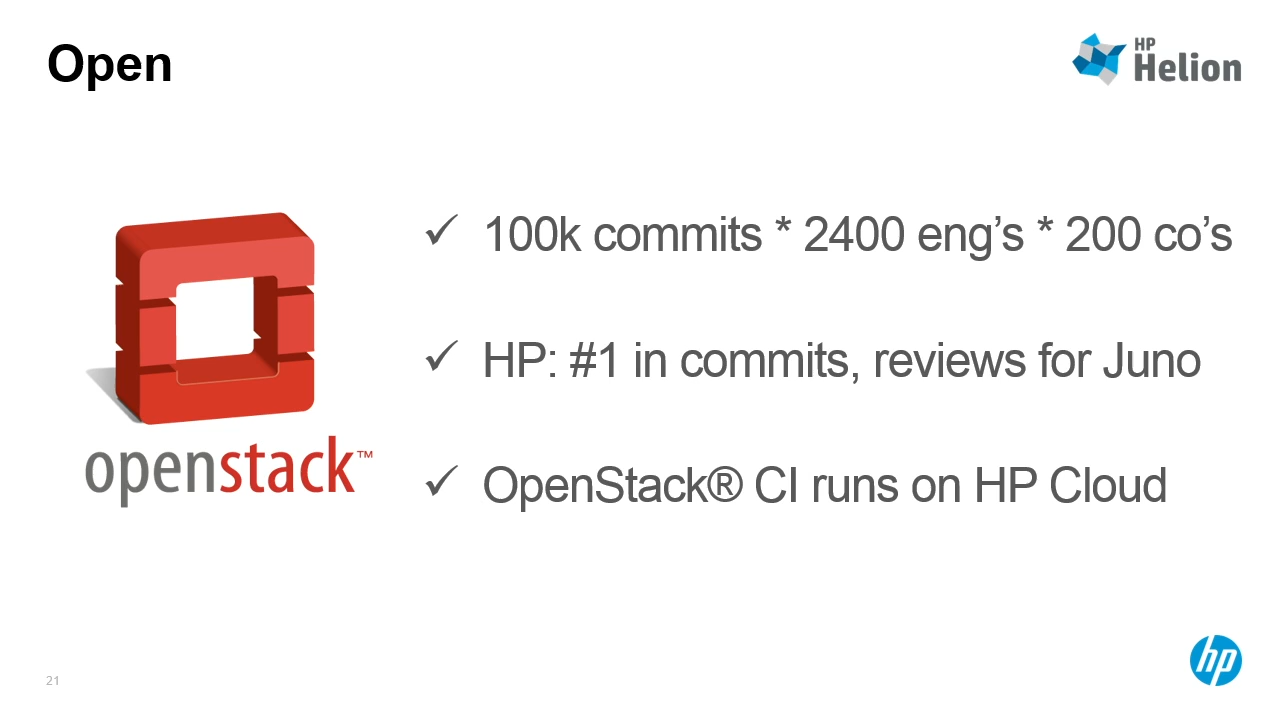 Open
HP
Helion
✓ 100k commits * 2400 eng’s * 200 co’s
✓ HP: #1 in commits, reviews for Juno
✓ OpenStack® CI runs on HP Cloud
openstack™
21
hp